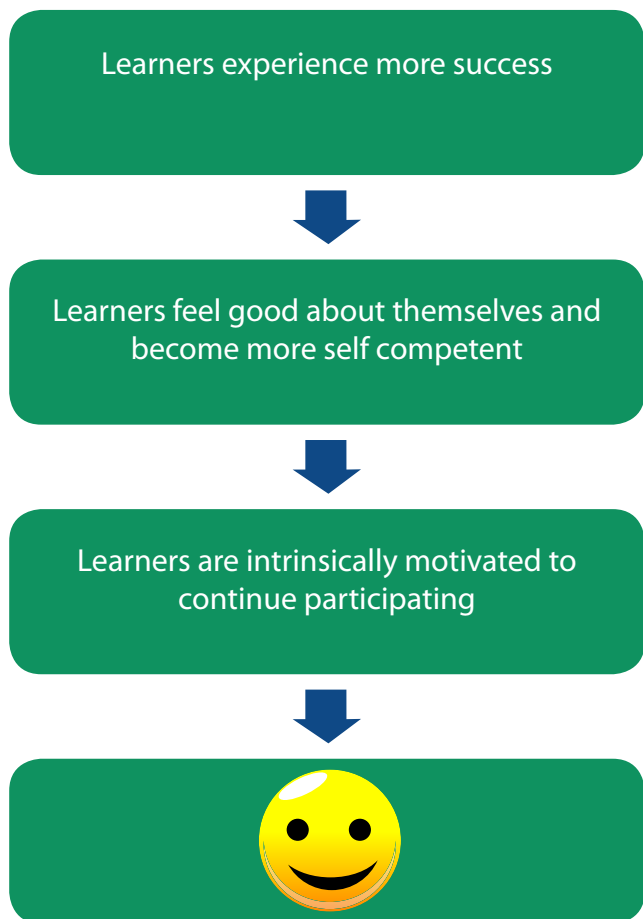 Learners experience more success
Learners feel good about themselves and
become more self competent
Learners are intrinsically motivated to
continue participating